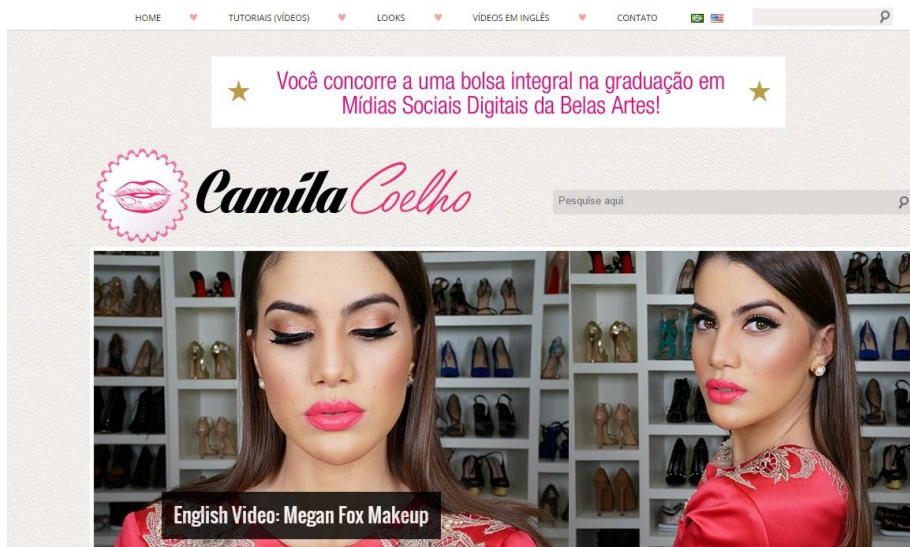 HOME TUTORIAIS (VÍDEOS) LOOKS VÍDEOS EM INGLÊS CONTATO
Você concorre a uma bolsa integral na graduação em
Mídias Sociais Digitais da Belas Artes!
Camila Coelho
Pesquise aqui
English Video: Megan Fox Makeup